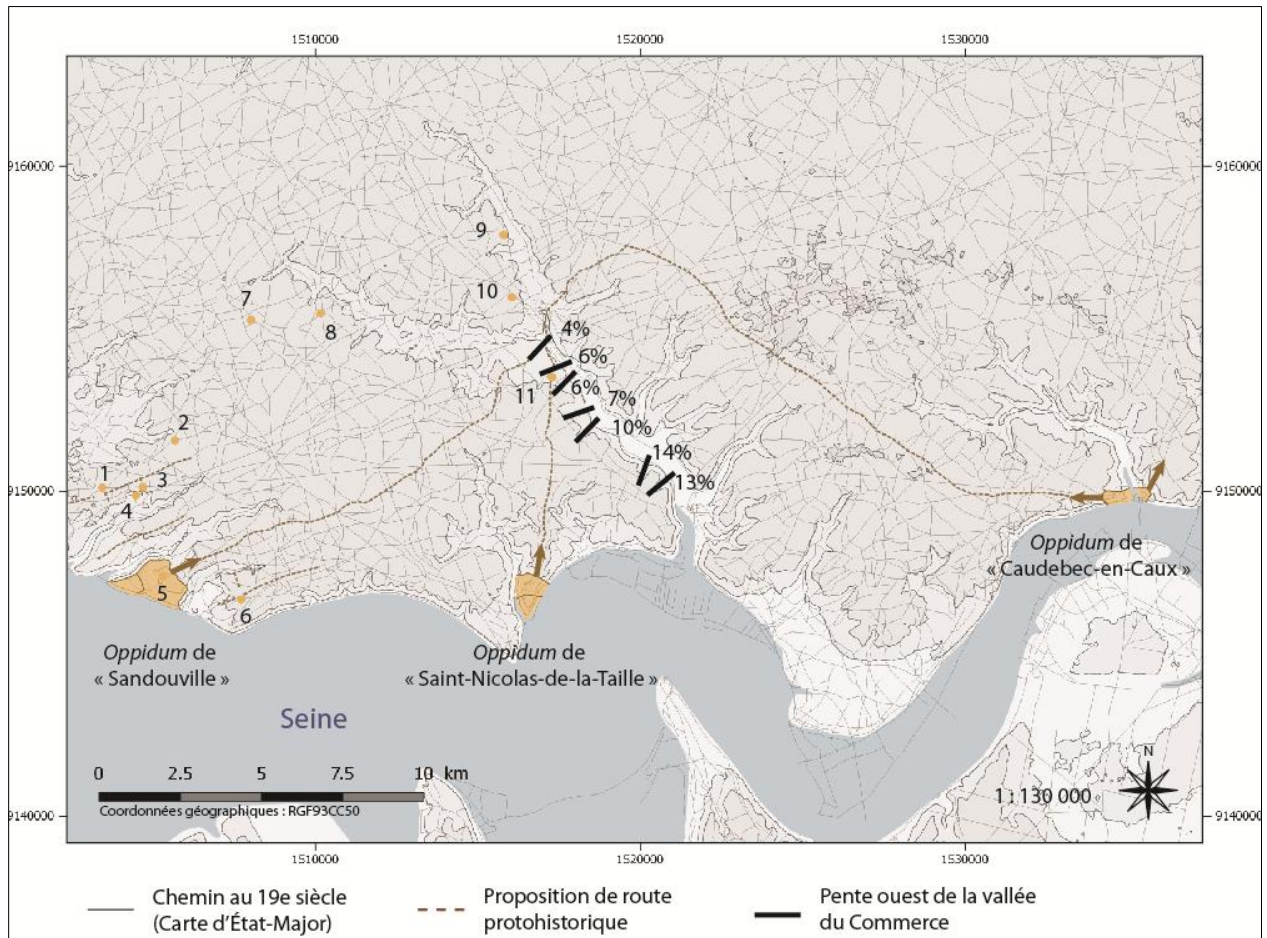 1510000
1520000
1530000
9160000
9160000
9
10
7
8
4%
6%
11
6%
7%
10%
2
14%
13%
1
3
9150000
9150000
4
5
6
Oppidum de
« Sandouville »
Oppidum de
« Saint-Nicolas-de-la-Taille »
Oppidum de
« Caudebec-en-Caux »
Seine
0
2.5
5
7.5
10 km
Coordonnées géographiques : RGF93CC50
N
1 : 130 000
9140000
9140000
1510000
1520000
1530000
Chemin au 19e siècle
(Carte d'État-Major)
Proposition de route
protohistorique
Pente ouest de la vallée
du Commerce